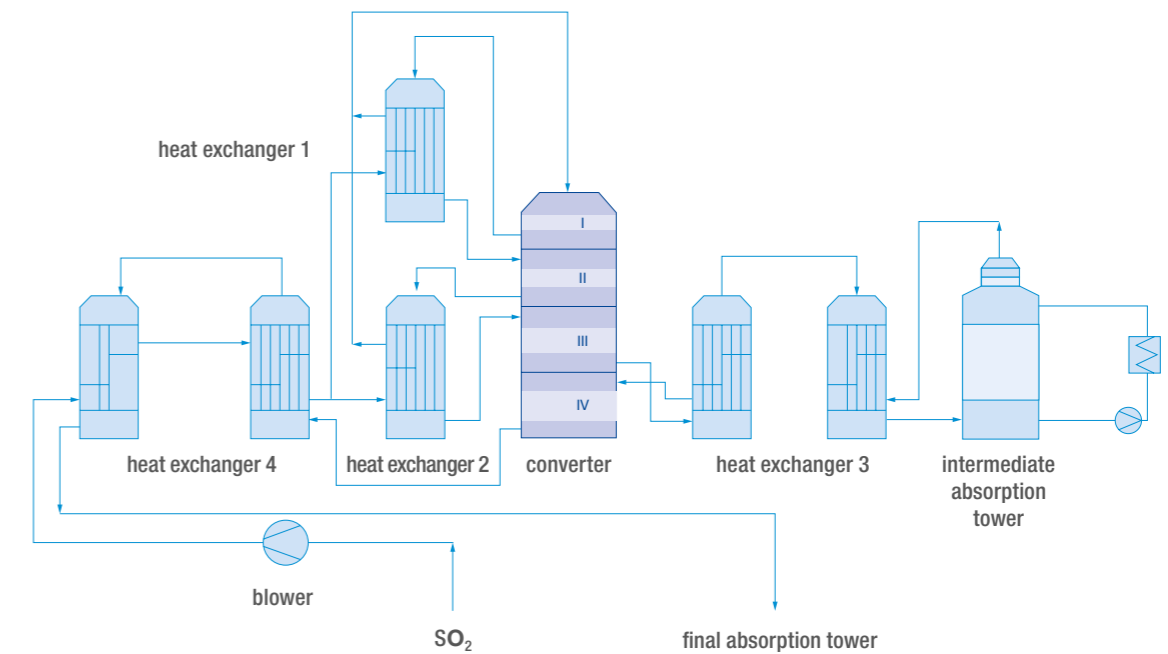 heat exchanger 1
I
II
III
IV
heat exchanger 4
heat exchanger 2
converter
heat exchanger 3
intermediate
absorption
tower
blower
SO₂
final absorption tower